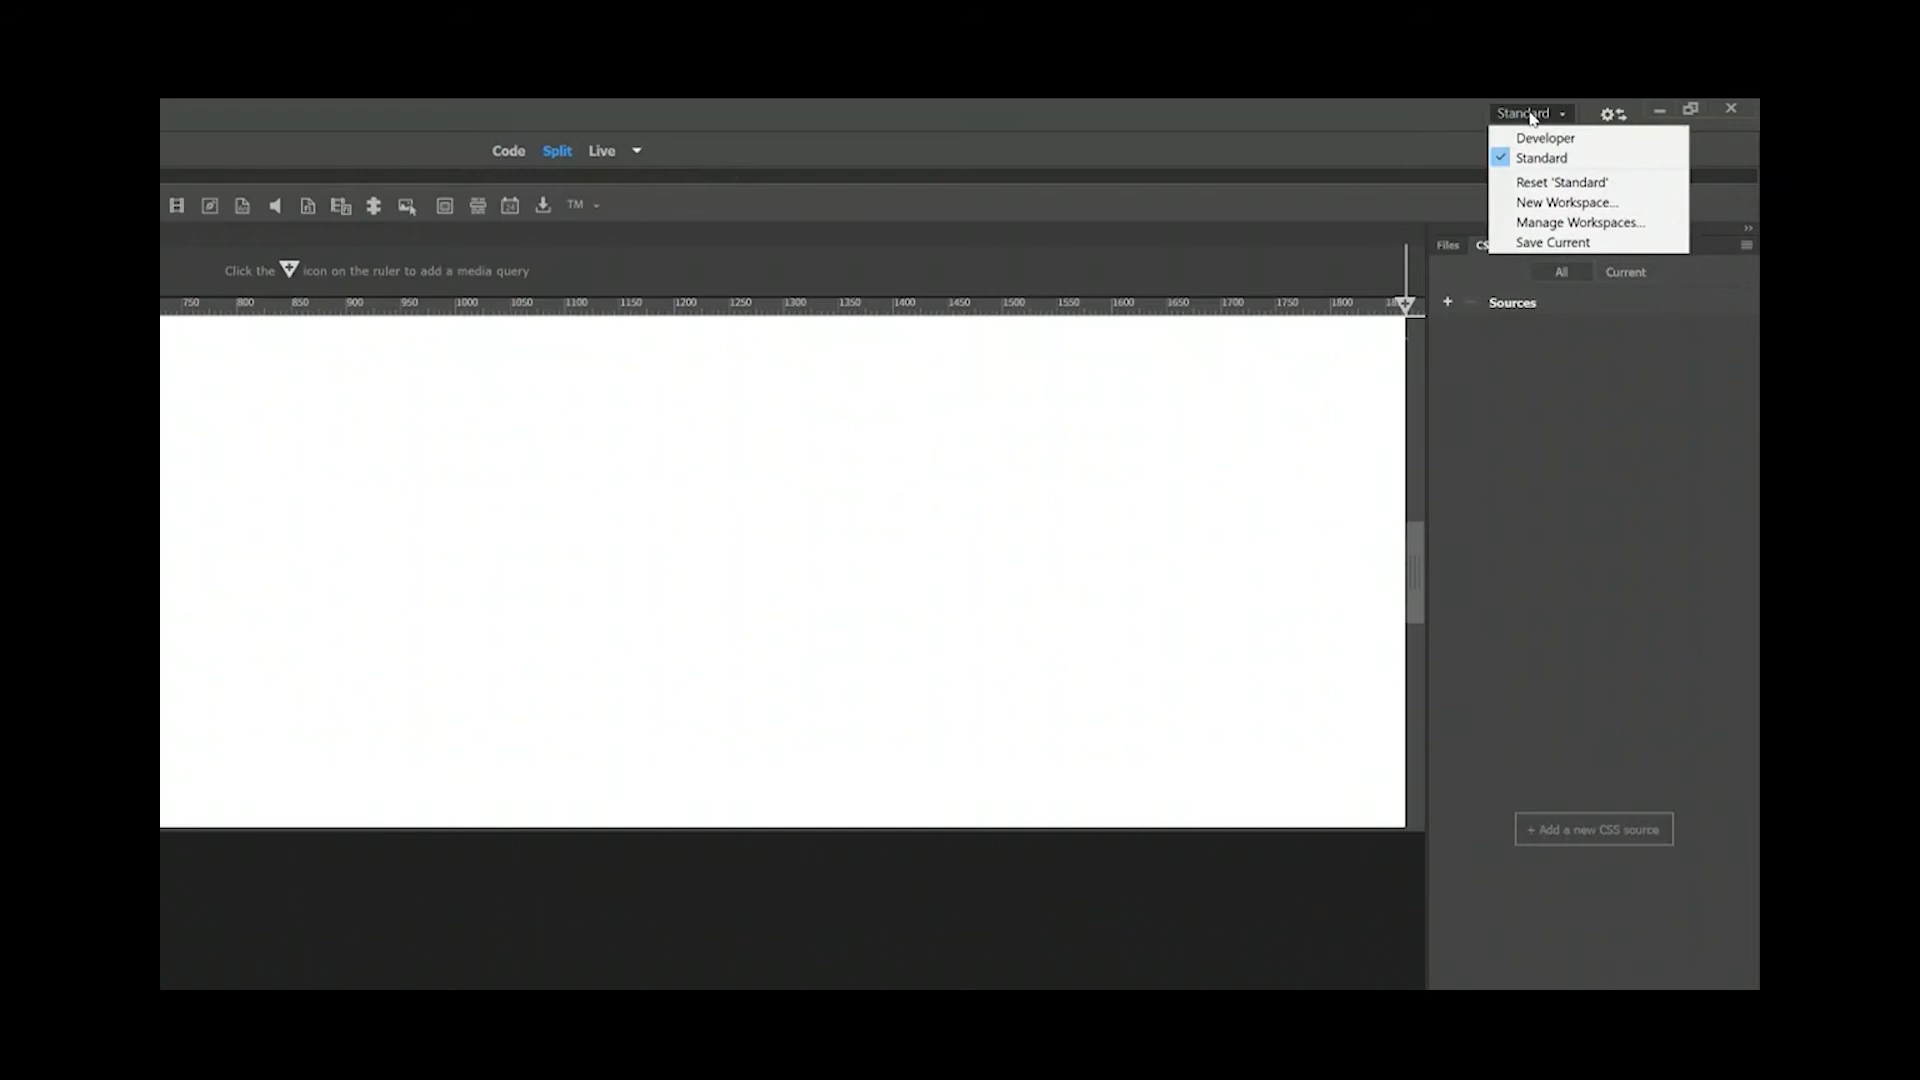 Standard
Developer
Standard
Reset 'Standard'
New Workspace...
Manage Workspaces...
Save Current
Code Split Live
TM
Files CS
Click the icon on the ruler to add a media query
All Current
750 800 850 900 950 1000 1050 1100 1150 1200 1250 1300 1350 1400 1450 1500 1550 1600 1650 1700 1750 1800
+ Sources
+ Add a new CSS source